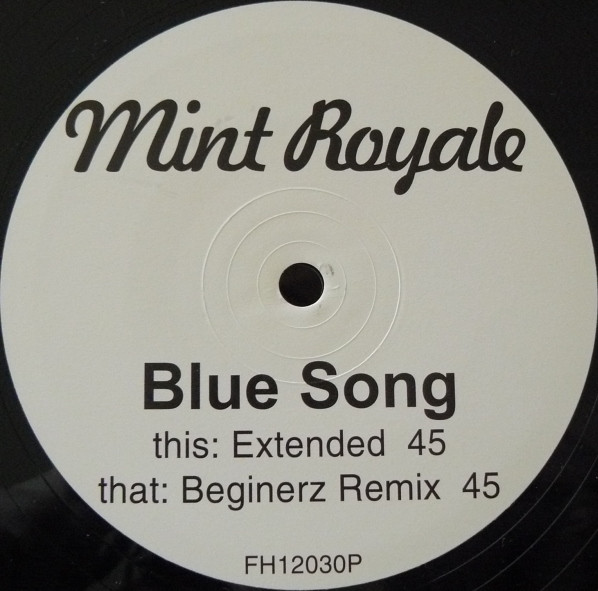 Mint Royale
Blue Song
this: Extended 45
that: Beginerz Remix 45
FH12030P